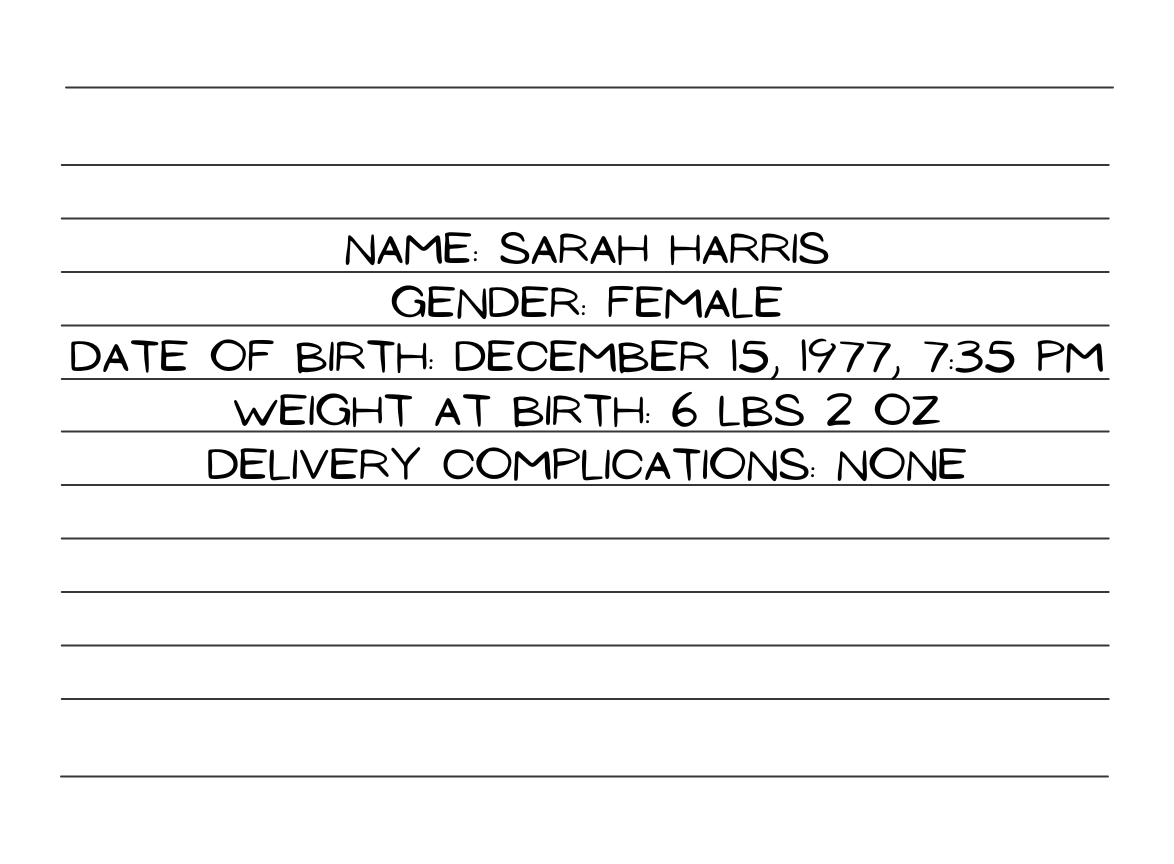 NAME: SARAH HARRIS
GENDER: FEMALE
DATE OF BIRTH: DECEMBER 15, 1977, 7:35 PM
WEIGHT AT BIRTH: 6 LBS 2 OZ
DELIVERY COMPLICATIONS: NONE